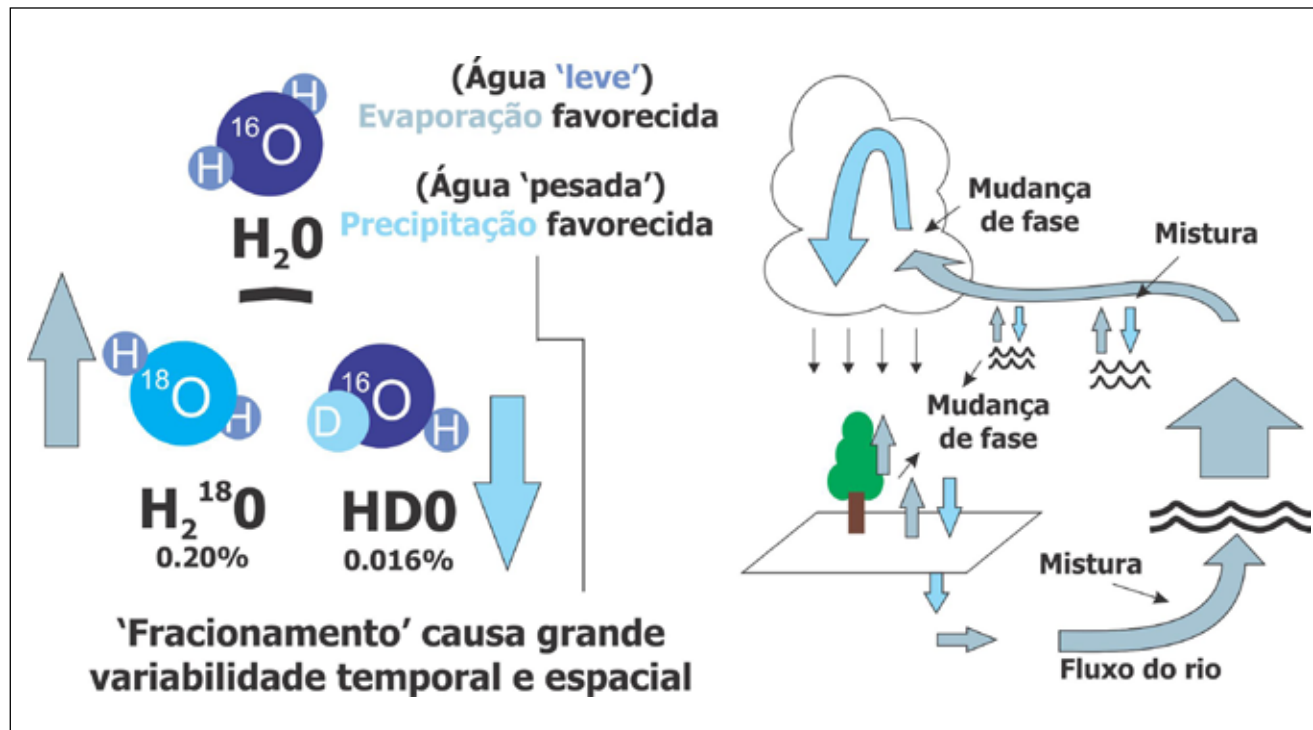 (Água ‘leve’)
Evaporação favorecida
H
16O
H
(Água ‘pesada’)
Precipitação favorecida
H₂0
H
18O
H
16O
D
H
H₂¹⁸0
0.20%
HD0
0.016%
‘Fracionamento’ causa grande
variabilidade temporal e espacial
Mudança
de fase
Mistura
Mudança
de fase
Mistura
Fluxo do rio